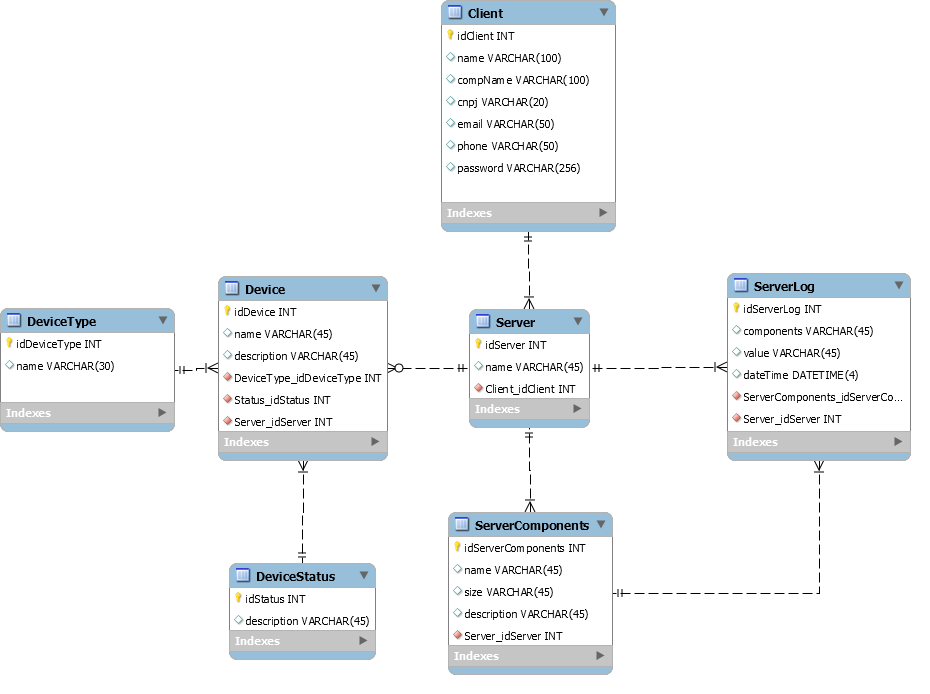 Client
idClient INT
name VARCHAR(100)
compName VARCHAR(100)
cnpj VARCHAR(20)
email VARCHAR(50)
phone VARCHAR(50)
password VARCHAR(256)
Indexes
DeviceType
idDeviceType INT
name VARCHAR(30)
Indexes
Device
idDevice INT
name VARCHAR(45)
description VARCHAR(45)
DeviceType_idDeviceType INT
Status_idStatus INT
Server_idServer INT
Indexes
Server
idServer INT
name VARCHAR(45)
Client_idClient INT
Indexes
ServerLog
idServerLog INT
components VARCHAR(45)
value VARCHAR(45)
dateTime DATETIME(4)
ServerComponents_idServerCo...
Server_idServer INT
Indexes
DeviceStatus
idStatus INT
description VARCHAR(45)
Indexes
ServerComponents
idServerComponents INT
name VARCHAR(45)
size VARCHAR(45)
description VARCHAR(45)
Server_idServer INT
Indexes